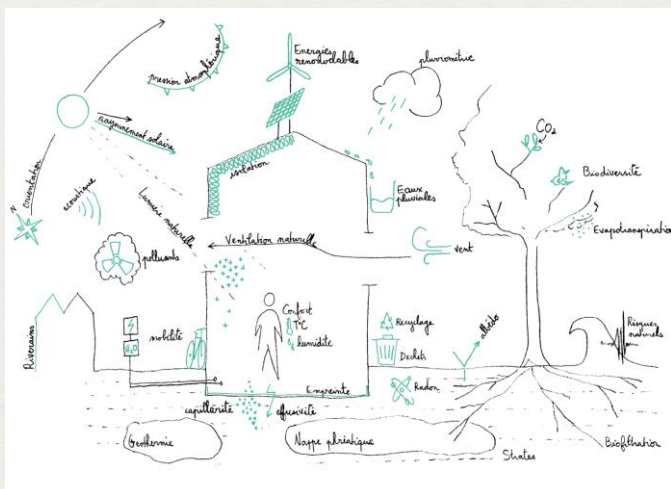 pression atmosphérique
Energies
renouvelables
pluviométrie
rayonnement solaire
CO2
isolation
Biodiversité
orientation
acoustique
Lumière naturelle
Eaux
pluviales
N
Evapotranspiration
Ventilation naturelle
vent
polluants
Confort
T°C
humidité
Recyclage
albédo
Risques
naturels
mobilité
H2O
Riverains
Déchets
Radon
Empreinte
capillarité
effusivité
Géothermie
Nappe phréatique
Biofiltration
Strates